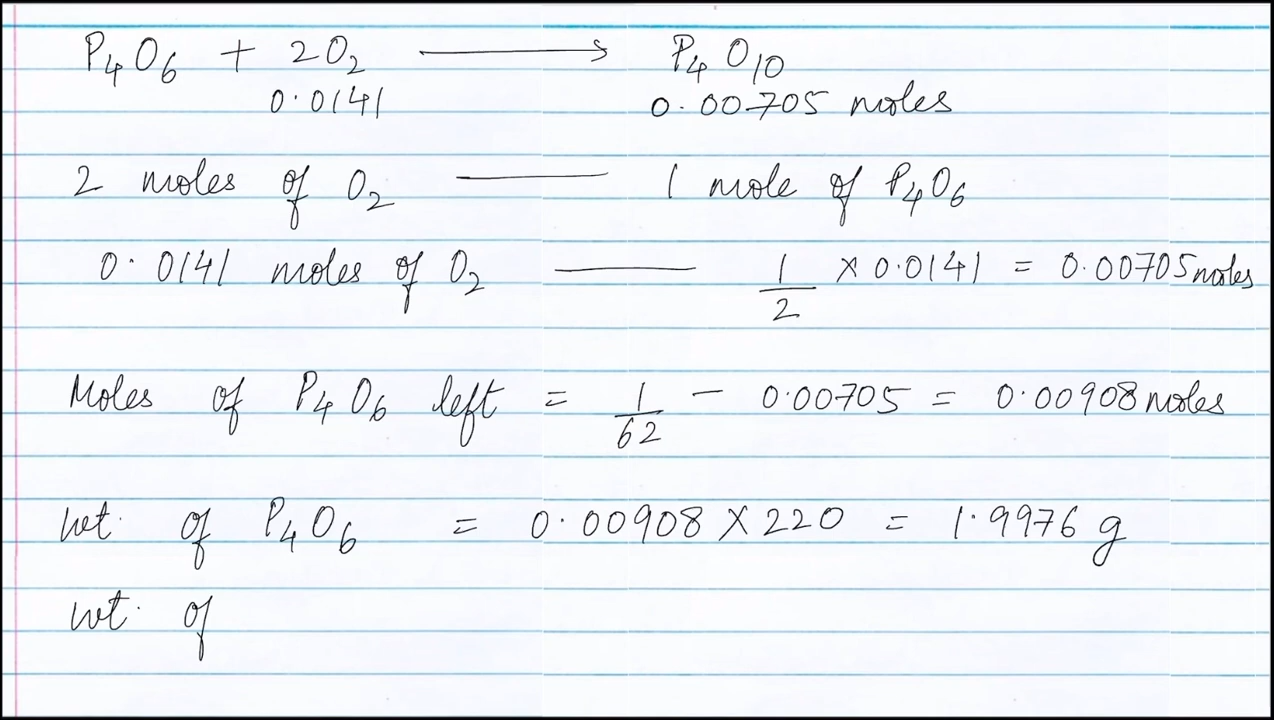 P₄O₆ + 2O₂ ⟶ P₄O₁₀
0.0141 0.00705 moles
2 moles of O₂ — 1 mole of P₄O₆
0.0141 moles of O₂ — 1/2 × 0.0141 = 0.00705 moles
Moles of P₄O₆ left = 1/62 − 0.00705 = 0.00908 moles
wt. of P₄O₆ = 0.00908 × 220 = 1.9976 g
wt. of